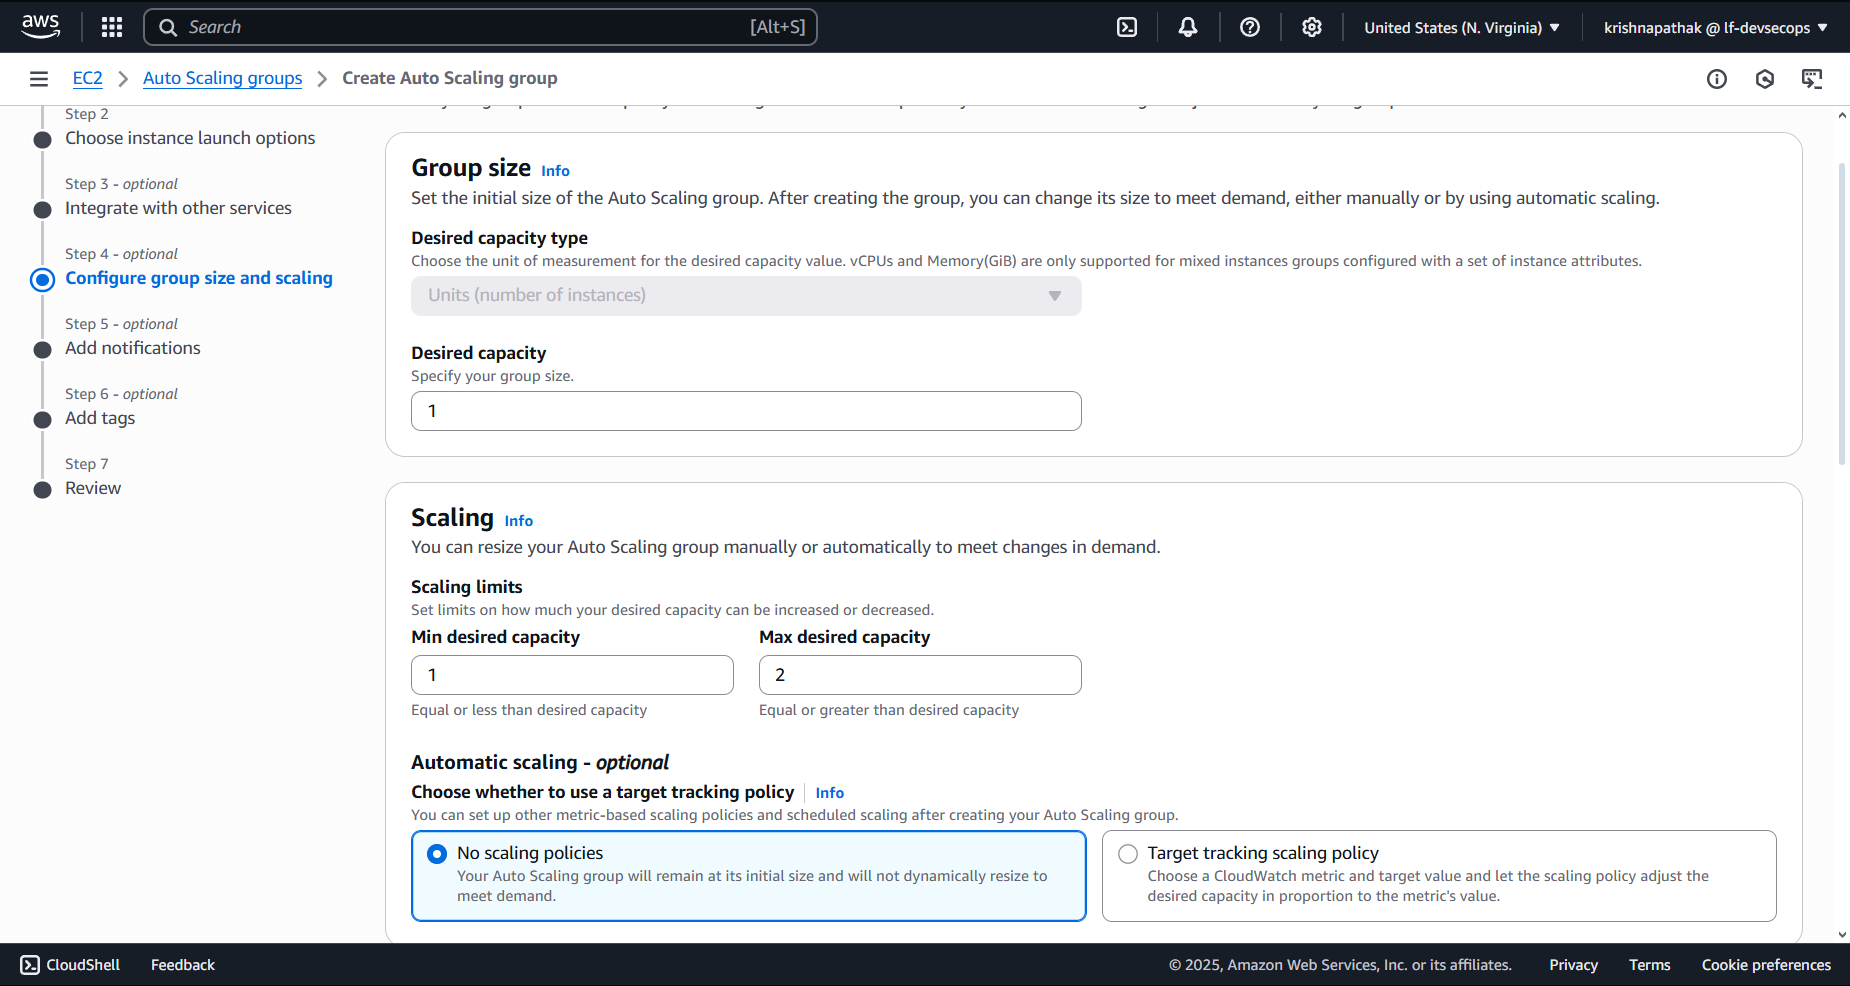 aws
Search
[Alt+S]
United States (N. Virginia)
krishnapathak @ lf-devsecops
EC2
Auto Scaling groups
Create Auto Scaling group
Step 2
Choose instance launch options
Step 3 - optional
Integrate with other services
Step 4 - optional
Configure group size and scaling
Step 5 - optional
Add notifications
Step 6 - optional
Add tags
Step 7
Review
Group size Info
Set the initial size of the Auto Scaling group. After creating the group, you can change its size to meet demand, either manually or by using automatic scaling.
Desired capacity type
Choose the unit of measurement for the desired capacity value. vCPUs and Memory(GiB) are only supported for mixed instances groups configured with a set of instance attributes.
Units (number of instances)
Desired capacity
Specify your group size.
1
Scaling Info
You can resize your Auto Scaling group manually or automatically to meet changes in demand.
Scaling limits
Set limits on how much your desired capacity can be increased or decreased.
Min desired capacity
Max desired capacity
1
2
Equal or less than desired capacity
Equal or greater than desired capacity
Automatic scaling - optional
Choose whether to use a target tracking policy Info
You can set up other metric-based scaling policies and scheduled scaling after creating your Auto Scaling group.
No scaling policies
Your Auto Scaling group will remain at its initial size and will not dynamically resize to
meet demand.
Target tracking scaling policy
Choose a CloudWatch metric and target value and let the scaling policy adjust the
desired capacity in proportion to the metric's value.
CloudShell
Feedback
© 2025, Amazon Web Services, Inc. or its affiliates.
Privacy
Terms
Cookie preferences